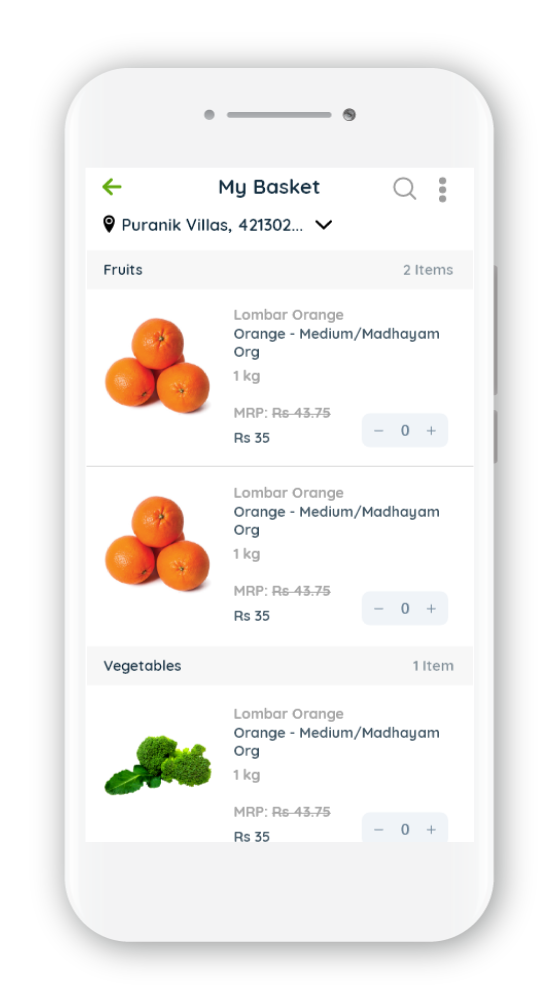 My Basket
Puranik Villas, 421302...
Fruits 2 Items
Lombar Orange
Orange - Medium/Madhayam
Org
1 kg
MRP: Rs 43.75
Rs 35
− 0 +
Lombar Orange
Orange - Medium/Madhayam
Org
1 kg
MRP: Rs 43.75
Rs 35
− 0 +
Vegetables 1 Item
Lombar Orange
Orange - Medium/Madhayam
Org
1 kg
MRP: Rs 43.75
Rs 35
− 0 +